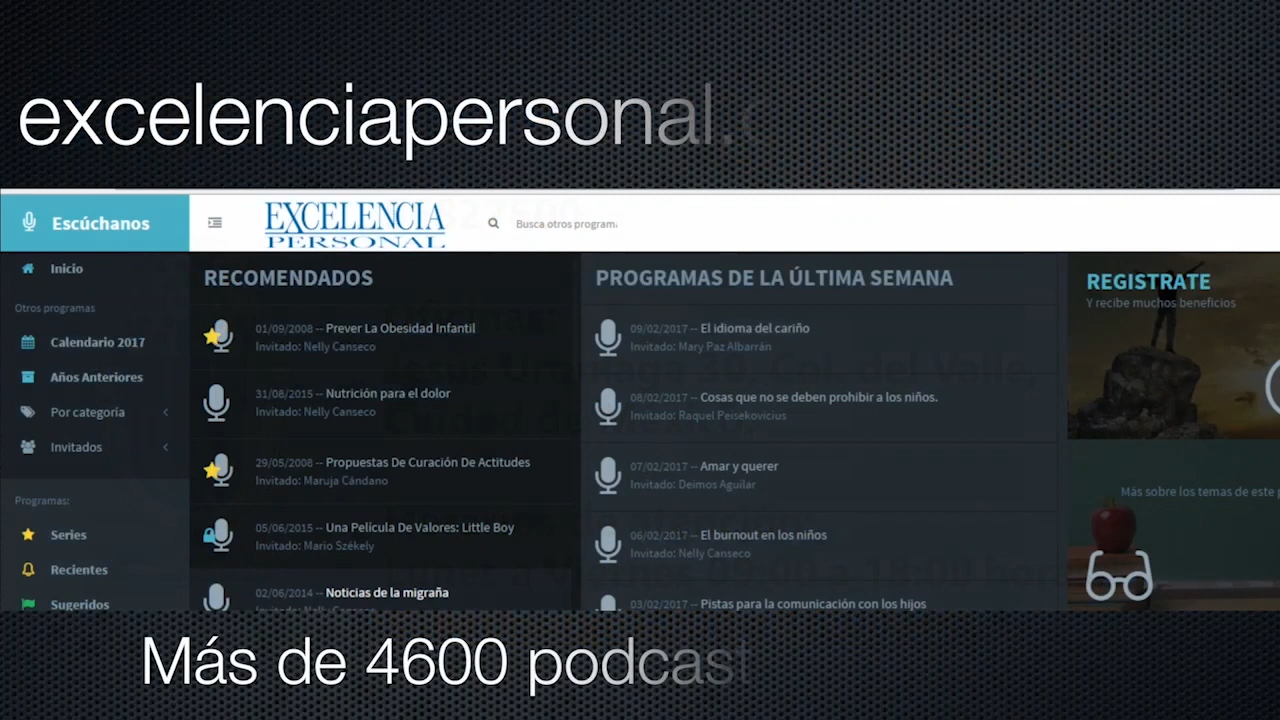 excelenciapersonal.
Escúchanos
EXCELENCIA
PERSONAL
Busca otros program
Inicio
Otros programas
Calendario 2017
Años Anteriores
Por categoría
Invitados
Programas:
Series
Recientes
Sugeridos
RECOMENDADOS
01/09/2008 -- Prever La Obesidad Infantil
Invitado: Nelly Canseco
31/08/2015 -- Nutrición para el dolor
Invitado: Nelly Canseco
29/05/2008 -- Propuestas De Curación De Actitudes
Invitado: Maruja Cándano
05/06/2015 -- Una Película De Valores: Little Boy
Invitado: Mario Székely
02/06/2014 -- Noticias de la migraña
Invitado: Nelly Canseco
PROGRAMAS DE LA ÚLTIMA SEMANA
09/02/2017 -- El idioma del cariño
Invitado: Mary Paz Albarrán
08/02/2017 -- Cosas que no se deben prohibir a los niños.
Invitado: Raquel Peisekovicius
07/02/2017 -- Amar y querer
Invitado: Deimos Aguilar
06/02/2017 -- El burnout en los niños
Invitado: Nelly Canseco
03/02/2017 -- Pistas para la comunicación con los hijos
REGISTRATE
Y recibe muchos beneficios
Más sobre los temas de este
Más de 4600 podcast